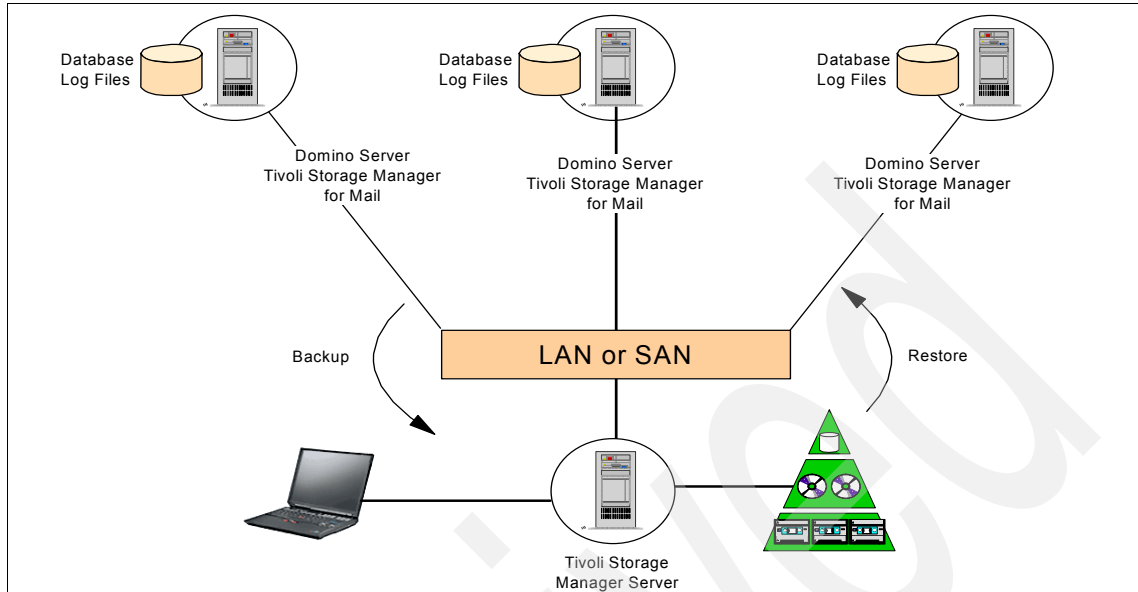 Database
Log Files
Database
Log Files
Database
Log Files
Domino Server
Tivoli Storage Manager
for Mail
Domino Server
Tivoli Storage Manager
for Mail
Domino Server
Tivoli Storage Manager
for Mail
Backup
LAN or SAN
Restore
Tivoli Storage
Manager Server